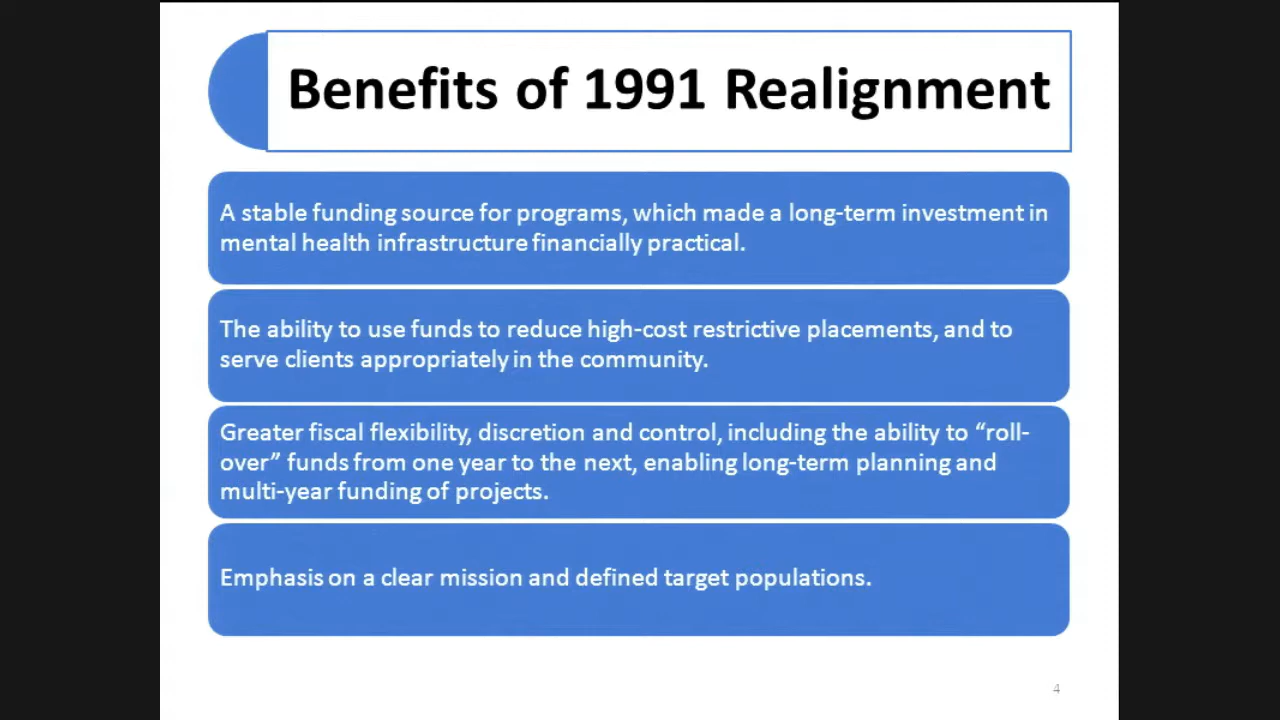 Benefits of 1991 Realignment
A stable funding source for programs, which made a long-term investment in
mental health infrastructure financially practical.
The ability to use funds to reduce high-cost restrictive placements, and to
serve clients appropriately in the community.
Greater fiscal flexibility, discretion and control, including the ability to “roll-
over” funds from one year to the next, enabling long-term planning and
multi-year funding of projects.
Emphasis on a clear mission and defined target populations.
4